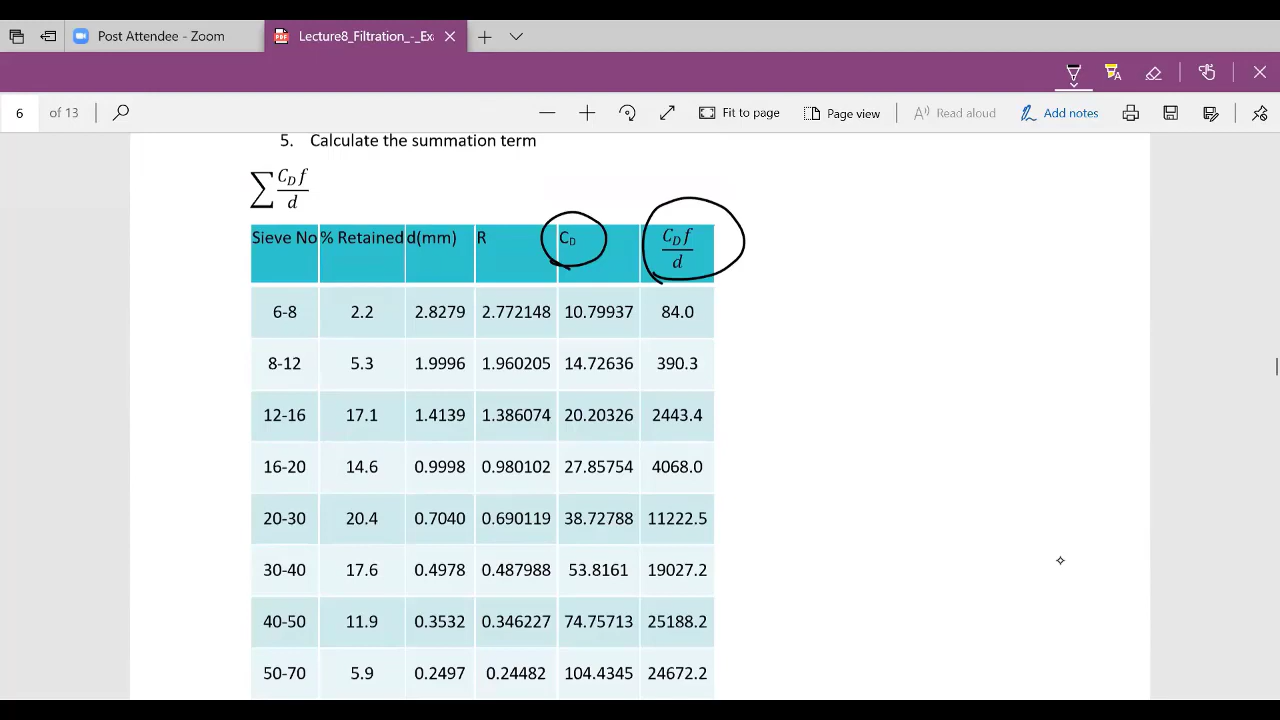 Post Attendee - Zoom
Lecture8_Filtration_-_Exa
6 of 13
Fit to page
Page view
Read aloud
Add notes
5. Calculate the summation term
∑ C_D f / d
Sieve No % Retained d(mm) R C_D C_D f / d
6-8 2.2 2.8279 2.772148 10.79937 84.0
8-12 5.3 1.9996 1.960205 14.72636 390.3
12-16 17.1 1.4139 1.386074 20.20326 2443.4
16-20 14.6 0.9998 0.980102 27.85754 4068.0
20-30 20.4 0.7040 0.690119 38.72788 11222.5
30-40 17.6 0.4978 0.487988 53.8161 19027.2
40-50 11.9 0.3532 0.346227 74.75713 25188.2
50-70 5.9 0.2497 0.24482 104.4345 24672.2